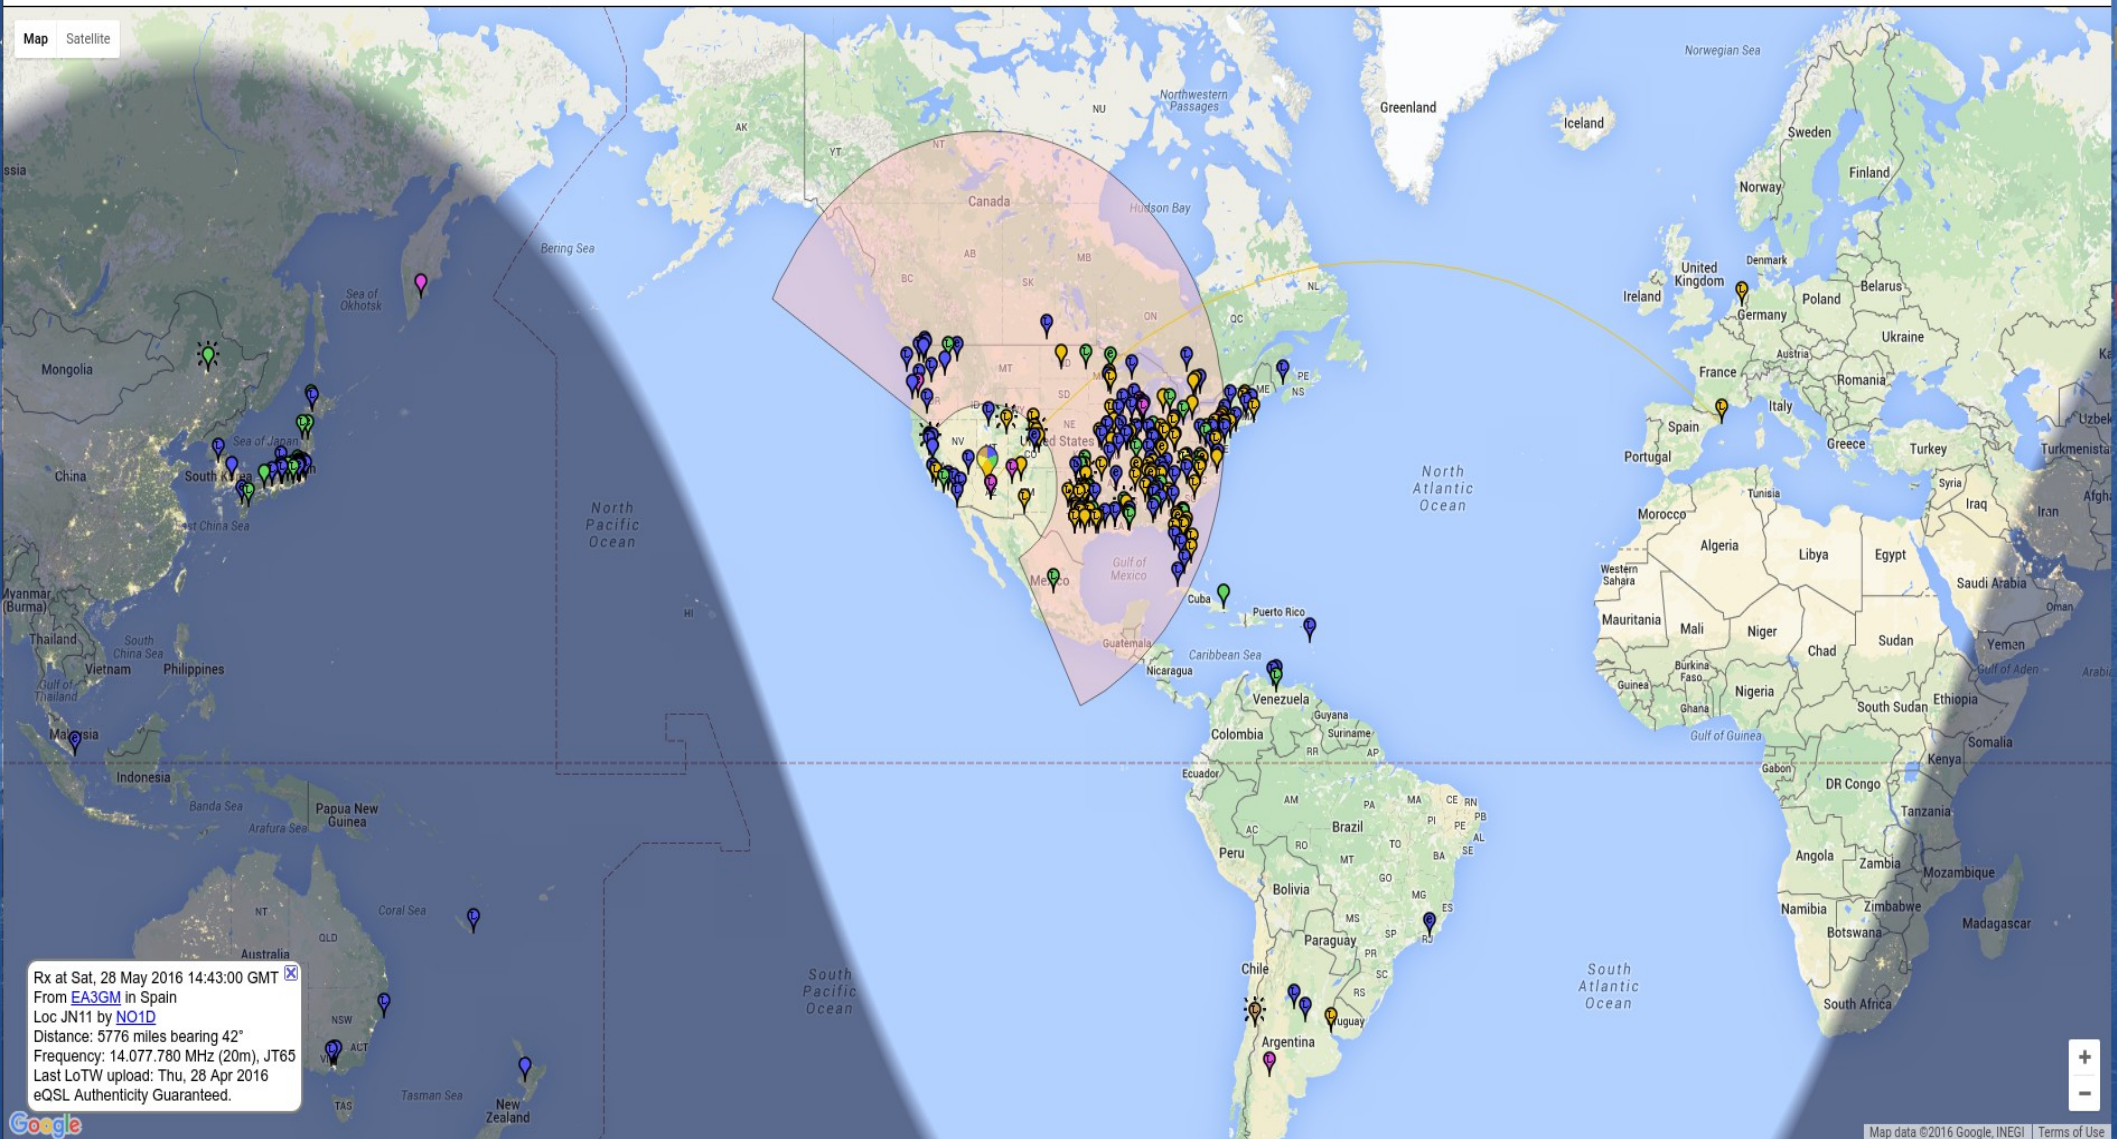 Map Satellite
Norwegian Sea
Greenland
Iceland
Sweden
Finland
Norway
Northwestern
Passages
NU
AK
YT
NT
Canada
Hudson Bay
ssia
Bering Sea
Sea of
Okhotsk
AB
MB
BC
SK
ON
NL
QC
United
Kingdom
Denmark
Ireland
Poland
Belarus
Germany
Ukraine
Austria
France
Romania
Italy
Spain
Portugal
Greece
Turkey
Uzbek
Turkmenista
Ka
Mongolia
MT
SD
PE
NS
ME
NE
NV
CO
United States
Sea of Japan
China
South Korea
st China Sea
North
Pacific
Ocean
North
Atlantic
Ocean
Tunisia
Syria
Iraq
Iran
Afgha
Morocco
Algeria
Libya
Egypt
Western
Sahara
Saudi Arabia
Oman
Gulf of
Mexico
Mexico
Cuba
Puerto Rico
HI
Myanmar
(Burma)
Mauritania
Mali
Niger
Sudan
Chad
Yemen
Thailand
South
China Sea
Vietnam
Philippines
Gulf of
Thailand
Guatemala
Caribbean Sea
Nicaragua
Burkina
Faso
Guinea
Nigeria
Gulf of Aden
Arabia
Ethiopia
South Sudan
Ghana
Gulf of Guinea
Venezuela
Guyana
Suriname
Colombia
RR
AP
Somalia
Kenya
Gabon
Malaysia
Indonesia
Ecuador
DR Congo
Banda Sea
Papua New
Guinea
Arafura Sea
AM
PA
MA
CE
RN
PB
PI
PE
AL
SE
AC
Brazil
RO
TO
BA
Peru
MT
Tanzania
Angola
Zambia
Mozambique
Bolivia
GO
MG
ES
Namibia
Zimbabwe
Botswana
Madagascar
NT
QLD
Coral Sea
Australia
MS
SP
RJ
Paraguay
PR
SC
RS
Chile
South
Pacific
Ocean
South
Atlantic
Ocean
South Africa
Uruguay
Argentina
NSW
ACT
VIC
TAS
Tasman Sea
New
Zealand
Rx at Sat, 28 May 2016 14:43:00 GMT
From EA3GM in Spain
Loc JN11 by NO1D
Distance: 5776 miles bearing 42°
Frequency: 14.077.780 MHz (20m), JT65
Last LoTW upload: Thu, 28 Apr 2016
eQSL Authenticity Guaranteed.
Google
+
−
Map data ©2016 Google, INEGI Terms of Use